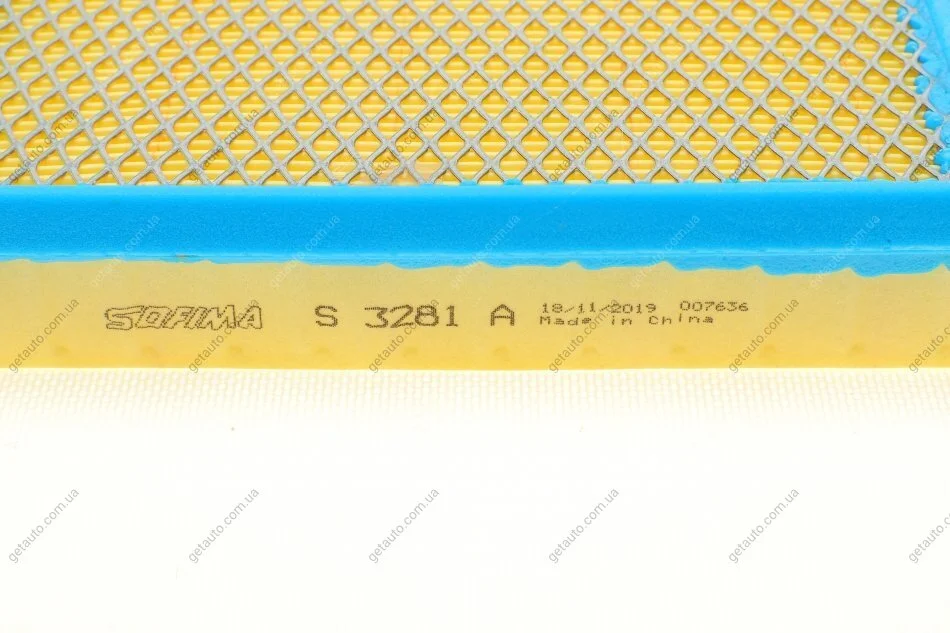 SOFIMA S 3281 A 18/11/2019 007636
Made in China
getauto.com.ua